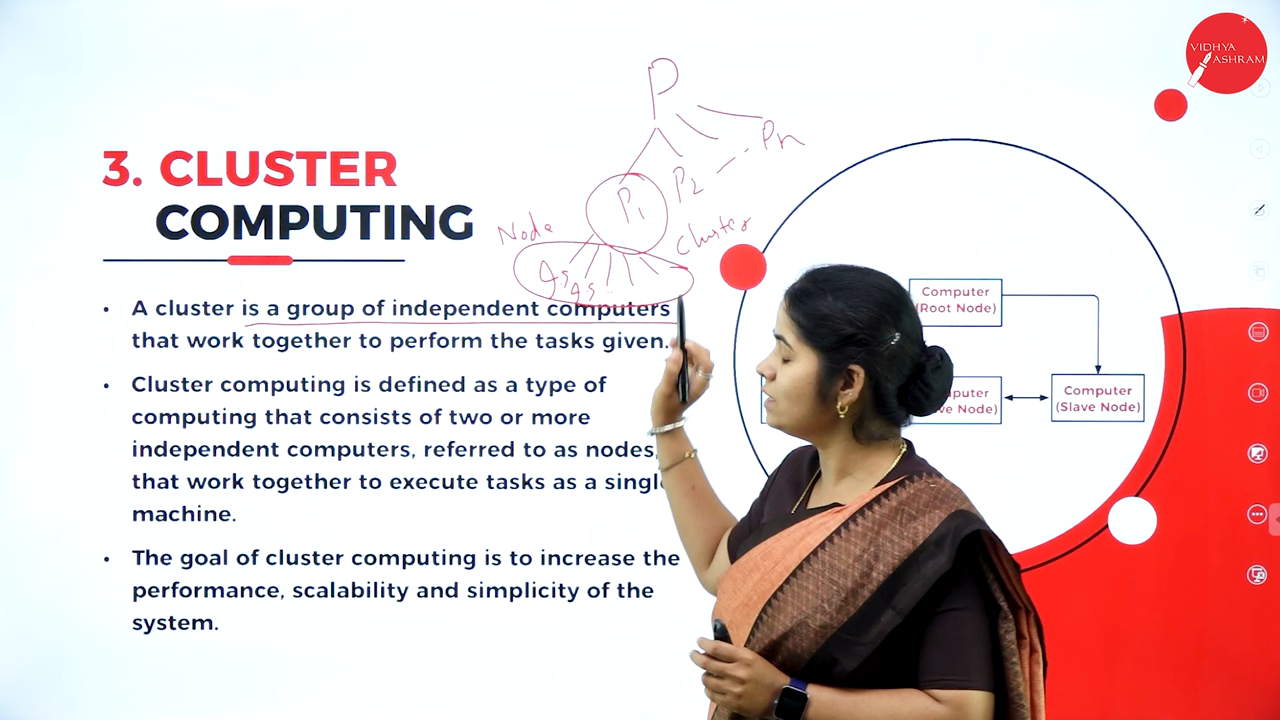 VIDHYA
ASHRAM
P
P1
P2
Pn
Node
Cluster
3. CLUSTER
COMPUTING
• A cluster is a group of independent computers
that work together to perform the tasks given.
• Cluster computing is defined as a type of
computing that consists of two or more
independent computers, referred to as nodes,
that work together to execute tasks as a single
machine.
• The goal of cluster computing is to increase the
performance, scalability and simplicity of the
system.
Computer
(Root Node)
Computer
(Slave Node)